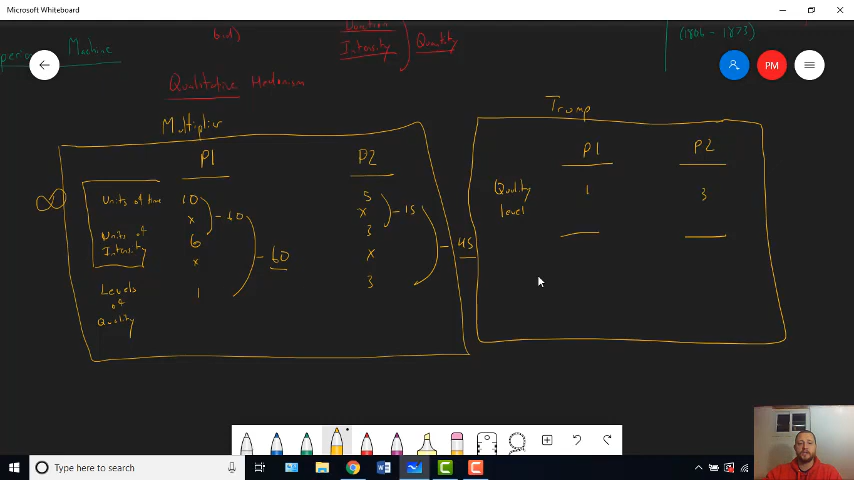 Microsoft Whiteboard
bid)
Duration
Intensity
Quantity
(1806 - 1873)
Machine
PM
Qualitative Hedonism
Multiplier
P1
P2
∞
Units of time
10
5
x
60
x
15
Units of
Intensity
6
3
60
45
x
x
Levels
of
Quality
1
3
Trump
P1
P2
Quality
level
1
3
Type here to search